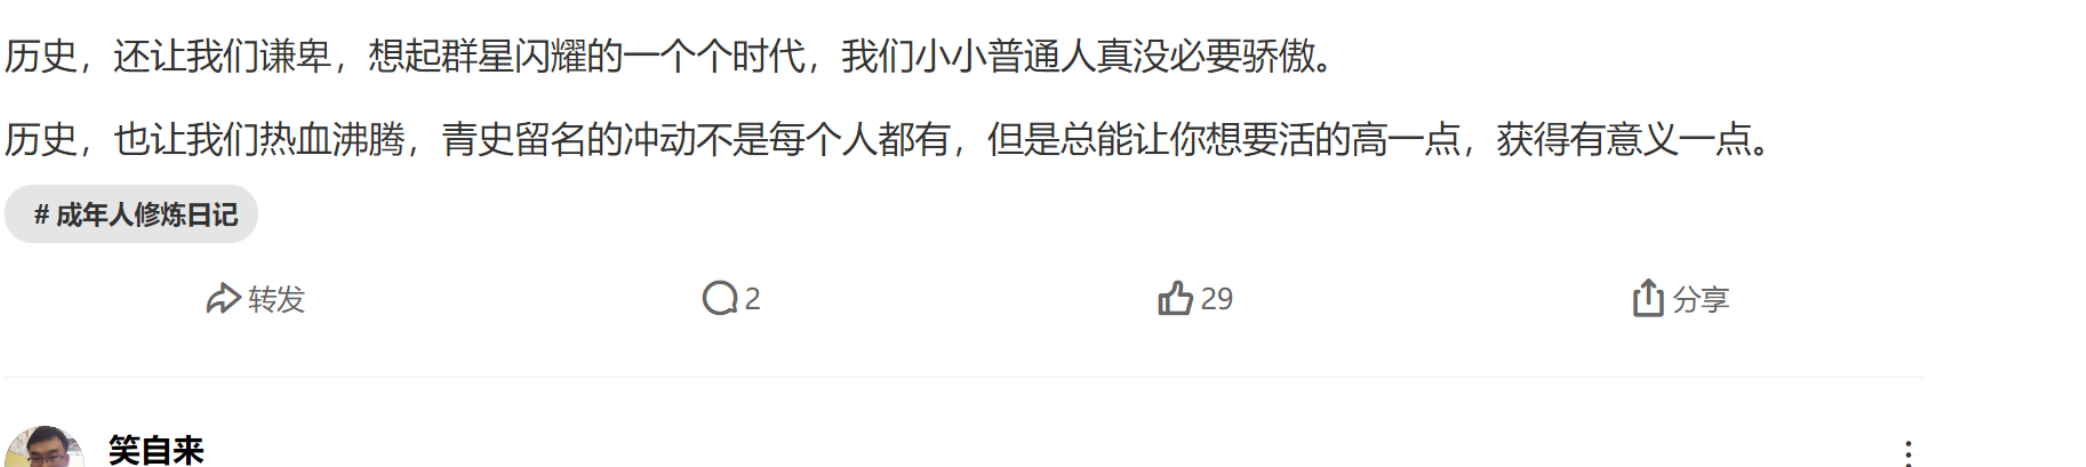 历史，还让我们谦卑，想起群星闪耀的一个个时代，我们小小普通人真没必要骄傲。
历史，也让我们热血沸腾，青史留名的冲动不是每个人都有，但是总能让你想要活的高一点，获得有意义一点。
# 成年人修炼日记
转发 2 29 分享
笑自来